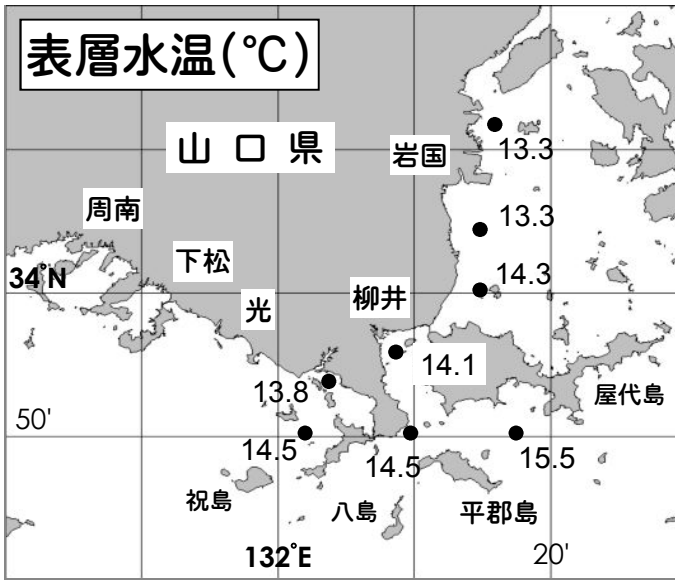 表層水温(℃)
山口県
岩国
13.3
周南
13.3
下松
34°N
14.3
光
柳井
14.1
13.8
屋代島
50'
14.5
14.5
15.5
祝島
八島
平郡島
132°E
20'